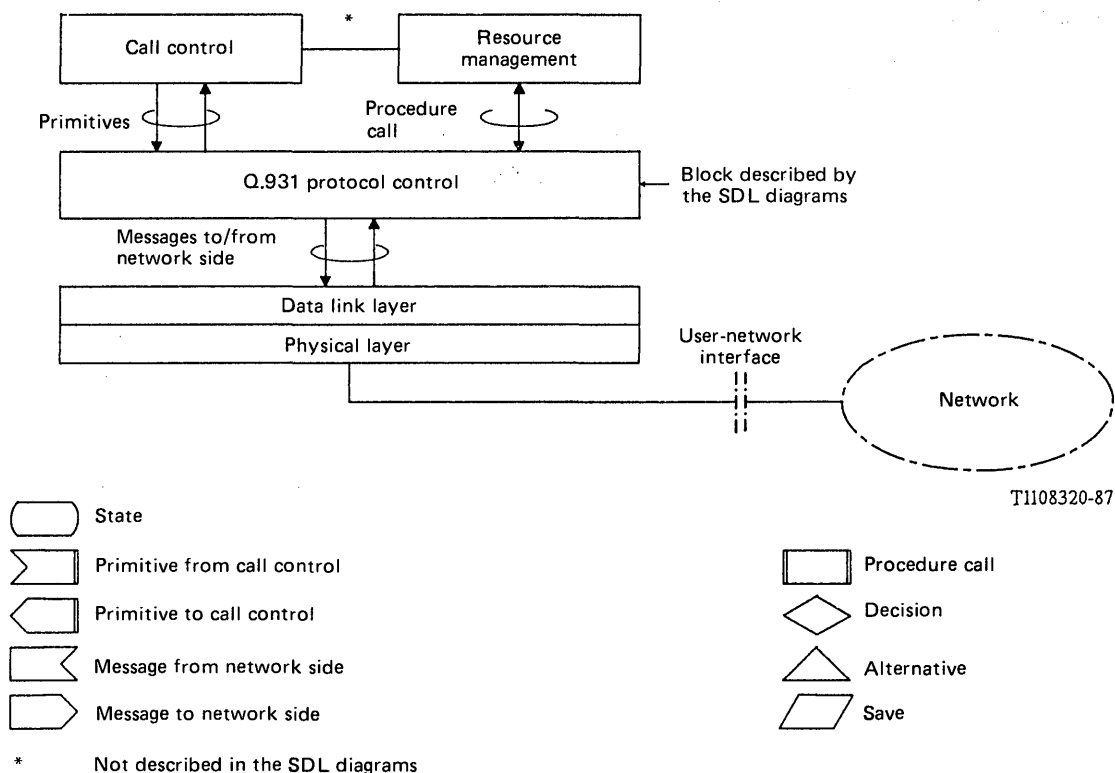 *
Call control
Resource
management
Primitives
Procedure
call
Q.931 protocol control
Block described by
the SDL diagrams
Messages to/from
network side
Data link layer
Physical layer
User-network
interface
Network
T1108320-87
State
Primitive from call control
Procedure call
Primitive to call control
Decision
Message from network side
Alternative
Message to network side
Save
* Not described in the SDL diagrams